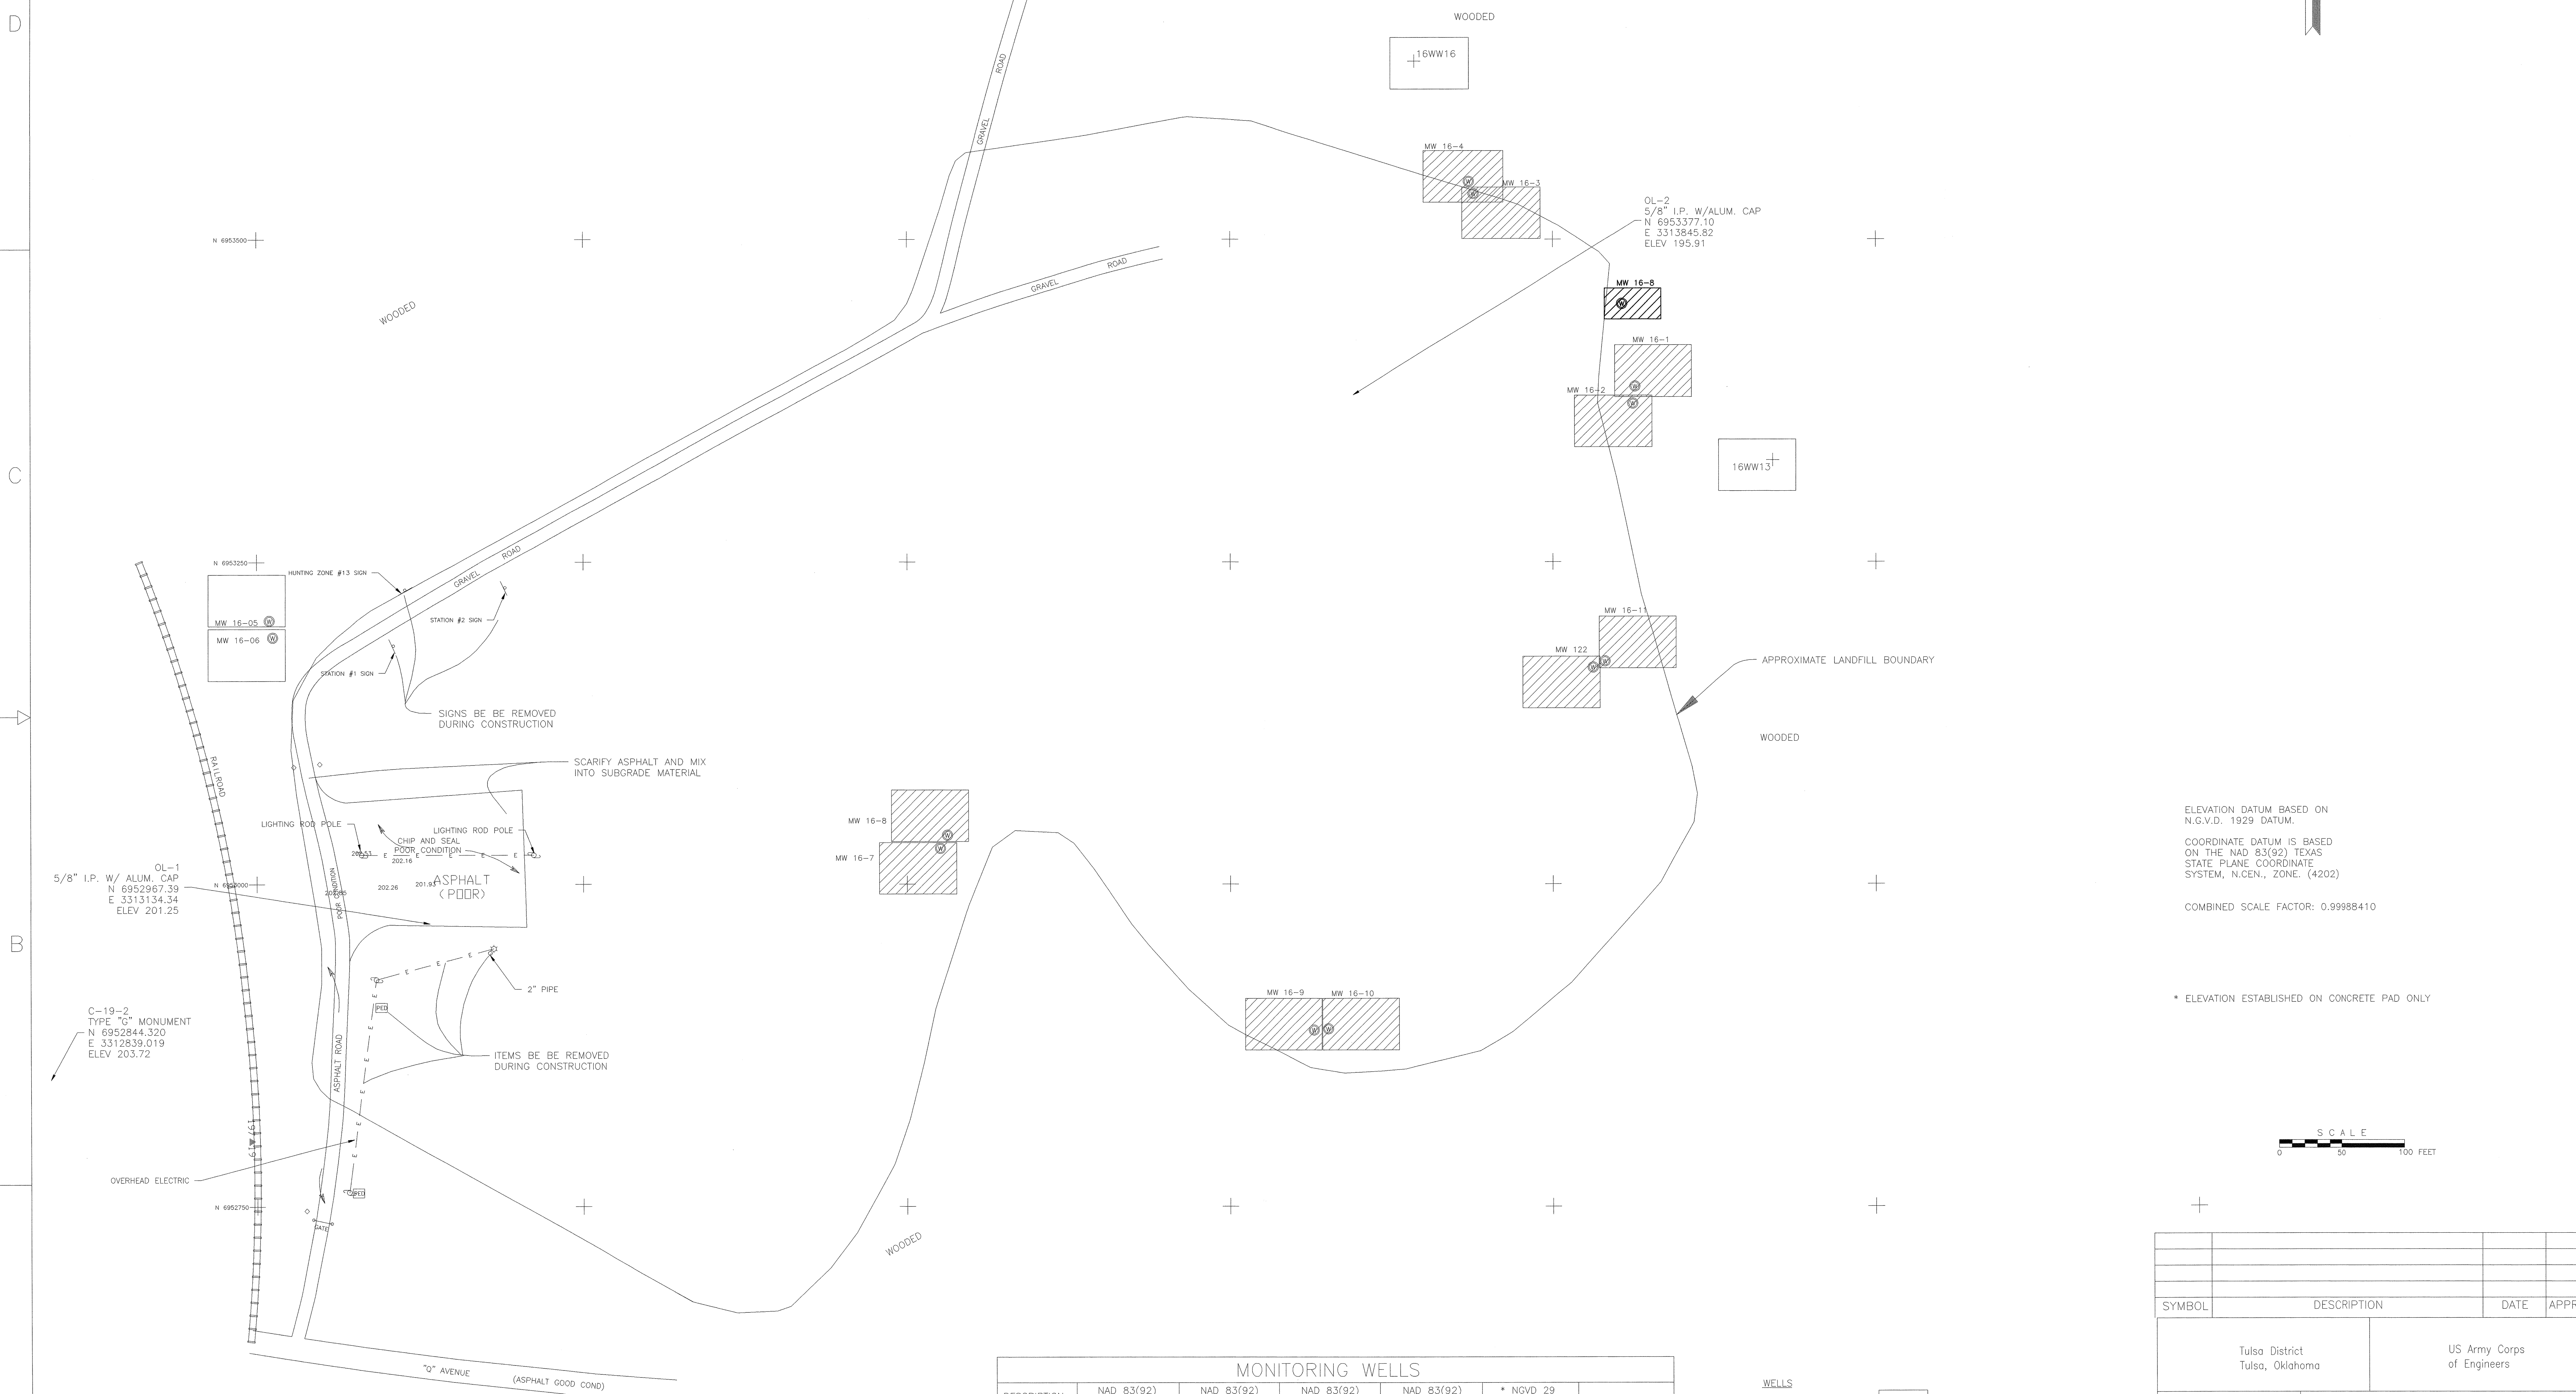 D
WOODED
16WW16
ROAD
GRAVEL
MW 16-4
MW 16-3
OL-2
5/8" I.P. W/ALUM. CAP
N 6953377.10
E 3313845.82
ELEV 195.91
N 6953500
ROAD
GRAVEL
WOODED
MW 16-8
MW 16-1
MW 16-2
C
16WW13
ROAD
GRAVEL
N 6953250
HUNTING ZONE #13 SIGN
STATION #2 SIGN
MW 16-05
MW 16-06
STATION #1 SIGN
MW 16-11
MW 122
APPROXIMATE LANDFILL BOUNDARY
SIGNS BE BE REMOVED
DURING CONSTRUCTION
WOODED
SCARIFY ASPHALT AND MIX
INTO SUBGRADE MATERIAL
RAILROAD
ELEVATION DATUM BASED ON
N.G.V.D. 1929 DATUM.
COORDINATE DATUM IS BASED
ON THE NAD 83(92) TEXAS
STATE PLANE COORDINATE
SYSTEM, N.CEN., ZONE. (4202)
COMBINED SCALE FACTOR: 0.99988410
MW 16-8
MW 16-7
LIGHTING ROD POLE
LIGHTING ROD POLE
CHIP AND SEAL
POOR CONDITION
202.16
E E E E E
OL-1
5/8" I.P. W/ ALUM. CAP
N 6952967.39
E 3313134.34
ELEV 201.25
202.26
201.93
ASPHALT
(P□□R)
POOR CONDITION
B
E E E
2" PIPE
MW 16-9
MW 16-10
* ELEVATION ESTABLISHED ON CONCRETE PAD ONLY
C-19-2
TYPE "G" MONUMENT
N 6952844.320
E 3312839.019
ELEV 203.72
PED
E E E E E E
ITEMS BE BE REMOVED
DURING CONSTRUCTION
ASPHALT ROAD
SCALE
0 50 100 FEET
OVERHEAD ELECTRIC
PED
N 6952750
GATE
WOODED
SYMBOL DESCRIPTION DATE
Tulsa District
Tulsa, Oklahoma
US Army Corps
of Engineers
"Q" AVENUE (ASPHALT GOOD COND)
MONITORING WELLS
NAD 83(92) NAD 83(92) NAD 83(92) NAD 83(92) * NGVD 29
WELLS